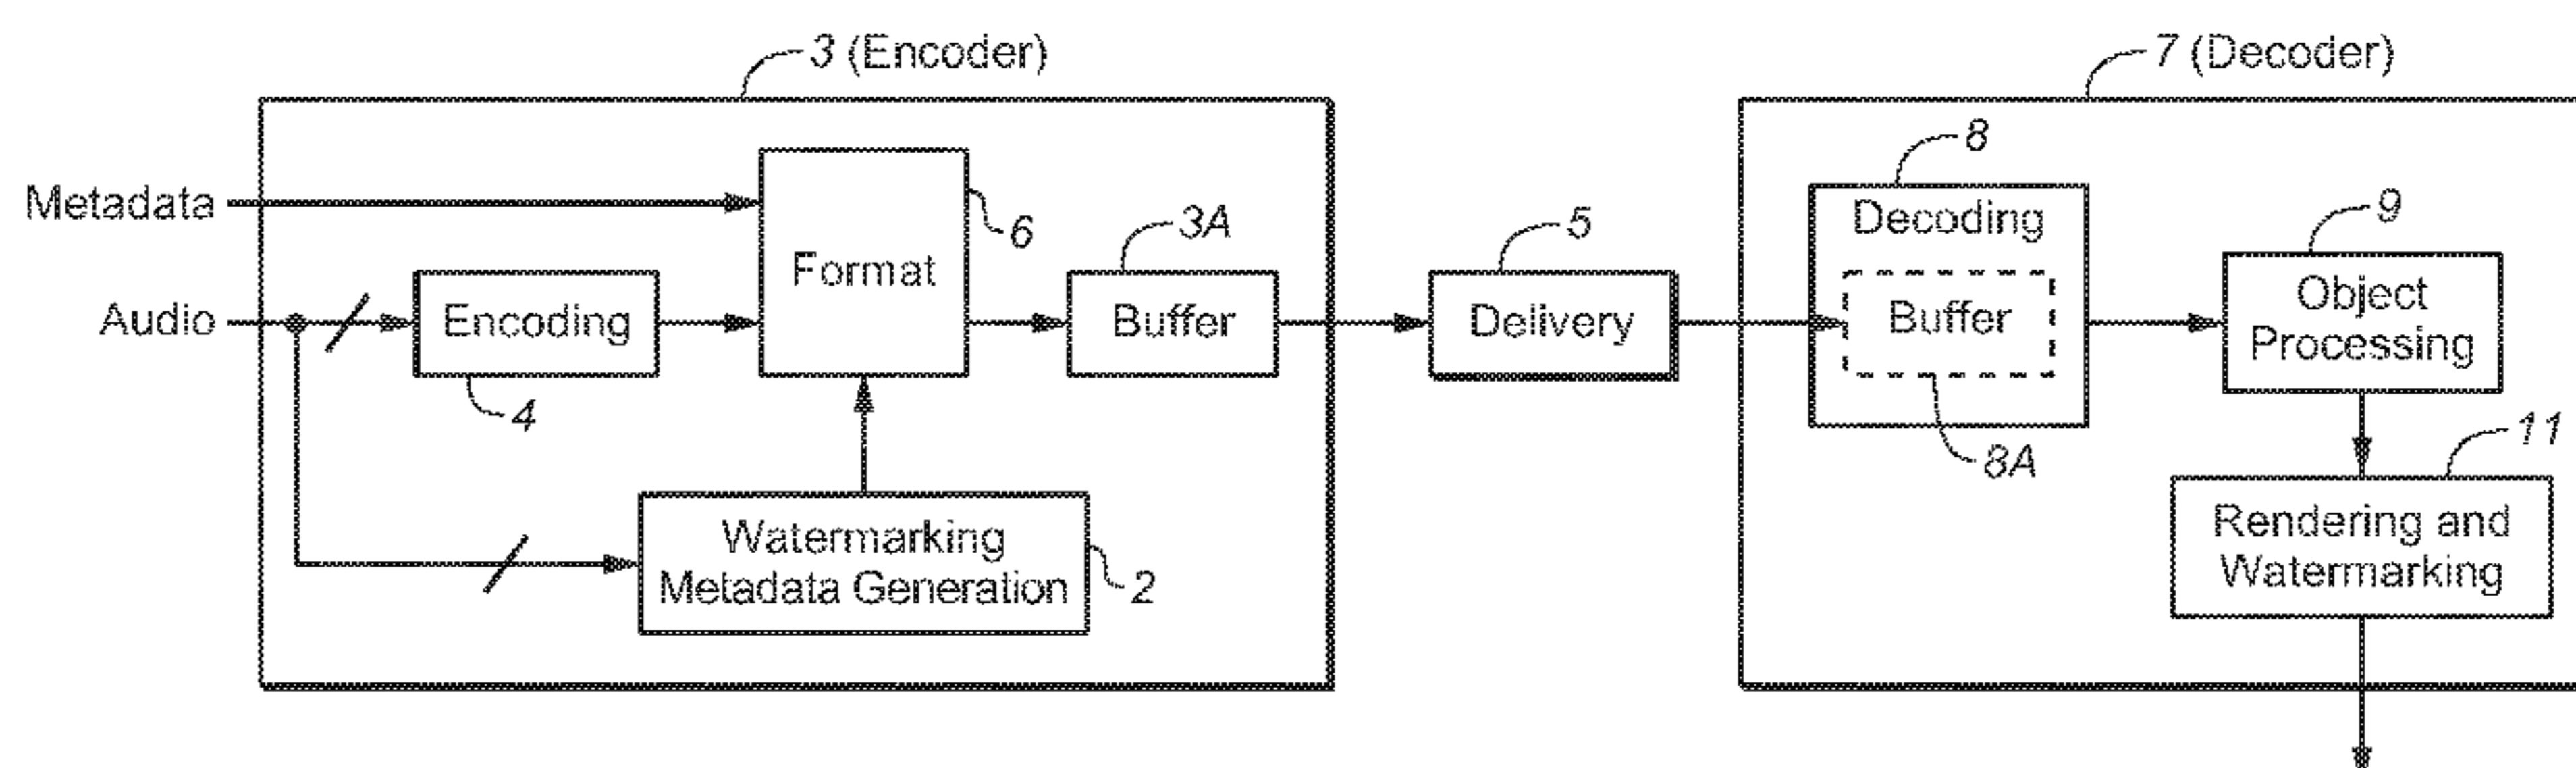 3 (Encoder)
7 (Decoder)
8
Metadata
6
3A
5
Decoding
9
Format
Audio
Encoding
Buffer
Delivery
Buffer
Object
Processing
4
8A
11
Watermarking
Metadata Generation
2
Rendering and
Watermarking